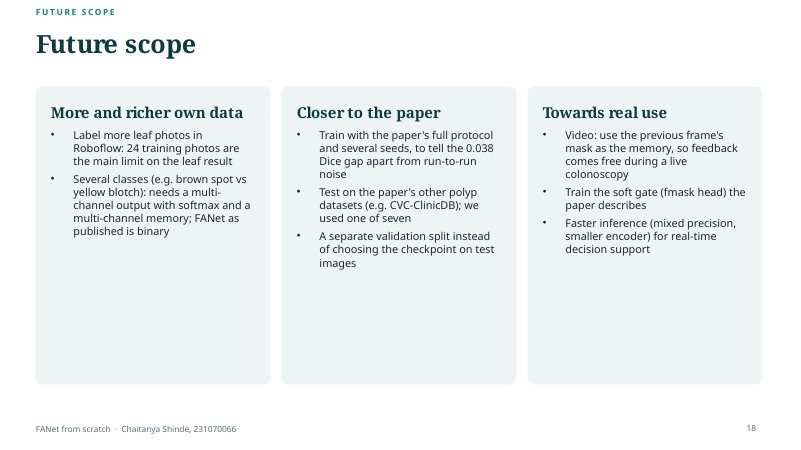 FUTURE SCOPE
Future scope
More and richer own data
• Label more leaf photos in
Roboflow: 24 training photos are
the main limit on the leaf result
• Several classes (e.g. brown spot vs
yellow blotch): needs a multi-
channel output with softmax and a
multi-channel memory; FANet as
published is binary
Closer to the paper
• Train with the paper's full protocol
and several seeds, to tell the 0.038
Dice gap apart from run-to-run
noise
• Test on the paper's other polyp
datasets (e.g. CVC-ClinicDB); we
used one of seven
• A separate validation split instead
of choosing the checkpoint on test
images
Towards real use
• Video: use the previous frame's
mask as the memory, so feedback
comes free during a live
colonoscopy
• Train the soft gate (fmask head) the
paper describes
• Faster inference (mixed precision,
smaller encoder) for real-time
decision support
FANet from scratch · Chaitanya Shinde, 231070066
18